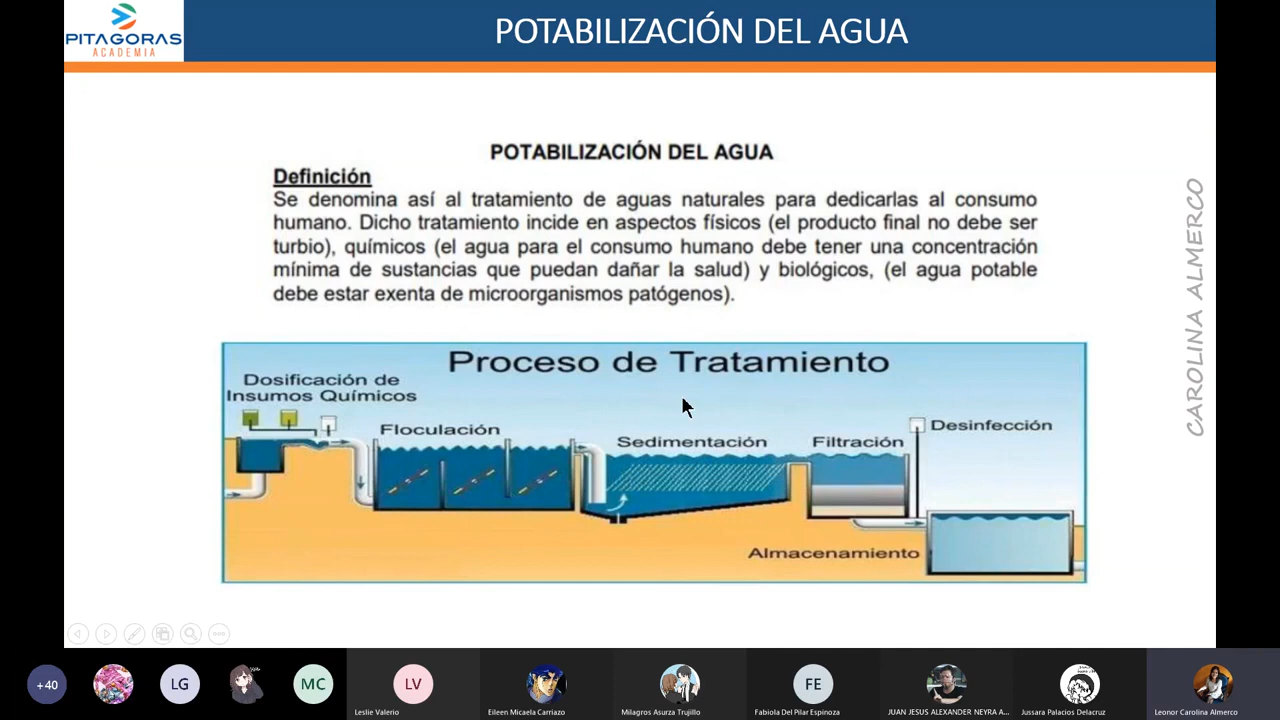 PITAGORAS
ACADEMIA
POTABILIZACIÓN DEL AGUA
POTABILIZACIÓN DEL AGUA
Definición
Se denomina así al tratamiento de aguas naturales para dedicarlas al consumo
humano. Dicho tratamiento incide en aspectos físicos (el producto final no debe ser
turbio), químicos (el agua para el consumo humano debe tener una concentración
mínima de sustancias que puedan dañar la salud) y biológicos, (el agua potable
debe estar exenta de microorganismos patógenos).
CAROLINA ALMERCO
Proceso de Tratamiento
Dosificación de
Insumos Químicos
Floculación
Sedimentación
Filtración
Desinfección
Almacenamiento
+40
LG
MC
LV
FE
Leslie Valerio
Eileen Micaela Carriazo
Milagros Asurza Trujillo
Fabiola Del Pilar Espinoza
JUAN JESUS ALEXANDER NEYRA A...
Jussara Palacios Delacruz
Leonor Carolina Almerco